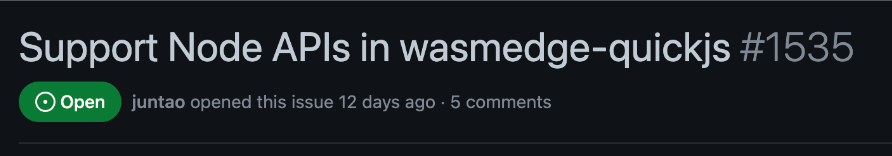 Support Node APIs in wasmedge-quickjs #1535
Open juntao opened this issue 12 days ago · 5 comments